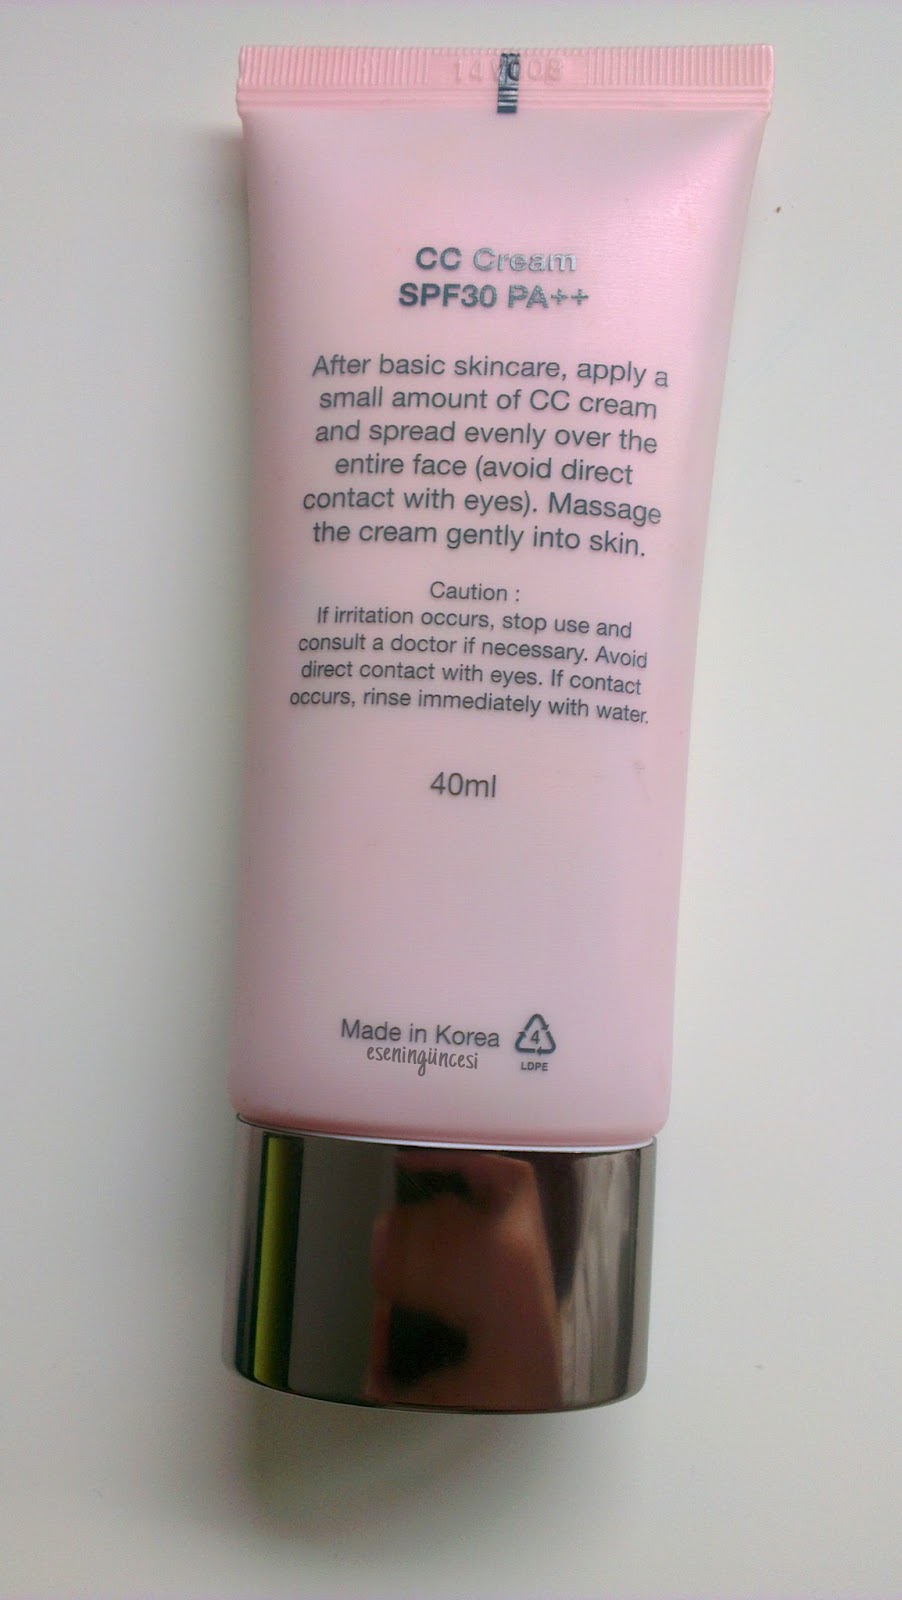 CC Cream
SPF30 PA++
After basic skincare, apply a
small amount of CC cream
and spread evenly over the
entire face (avoid direct
contact with eyes). Massage
the cream gently into skin.
Caution :
If irritation occurs, stop use and
consult a doctor if necessary. Avoid
direct contact with eyes. If contact
occurs, rinse immediately with water.
40ml
Made in Korea
4
LDPE
eseningüncesi